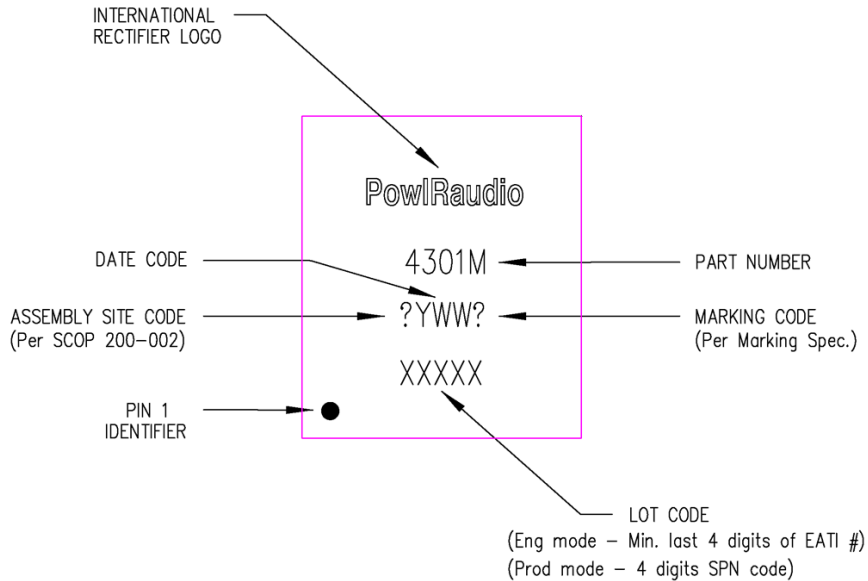 INTERNATIONAL
RECTIFIER LOGO
PowIRaudio
DATE CODE
4301M
PART NUMBER
ASSEMBLY SITE CODE
(Per SCOP 200-002)
?YWW?
MARKING CODE
(Per Marking Spec.)
XXXXX
PIN 1
IDENTIFIER
LOT CODE
(Eng mode - Min. last 4 digits of EATI #)
(Prod mode - 4 digits SPN code)